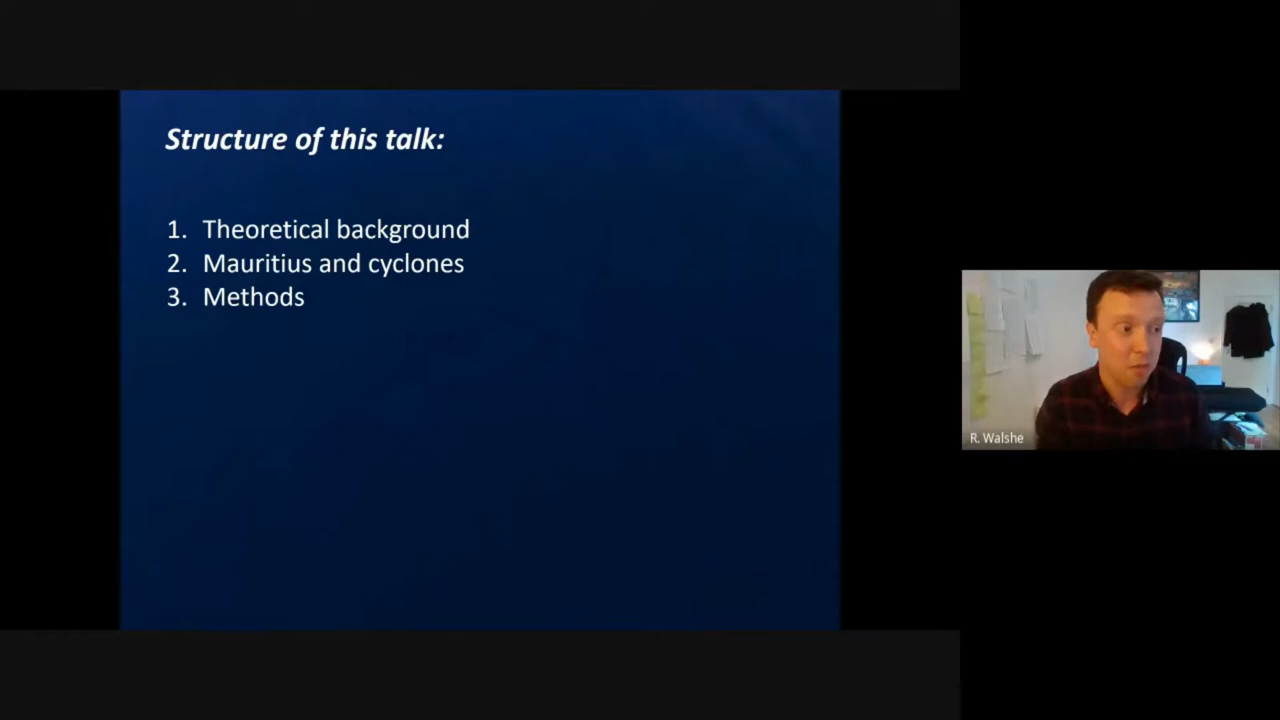 Structure of this talk:
1. Theoretical background
2. Mauritius and cyclones
3. Methods
R. Walshe